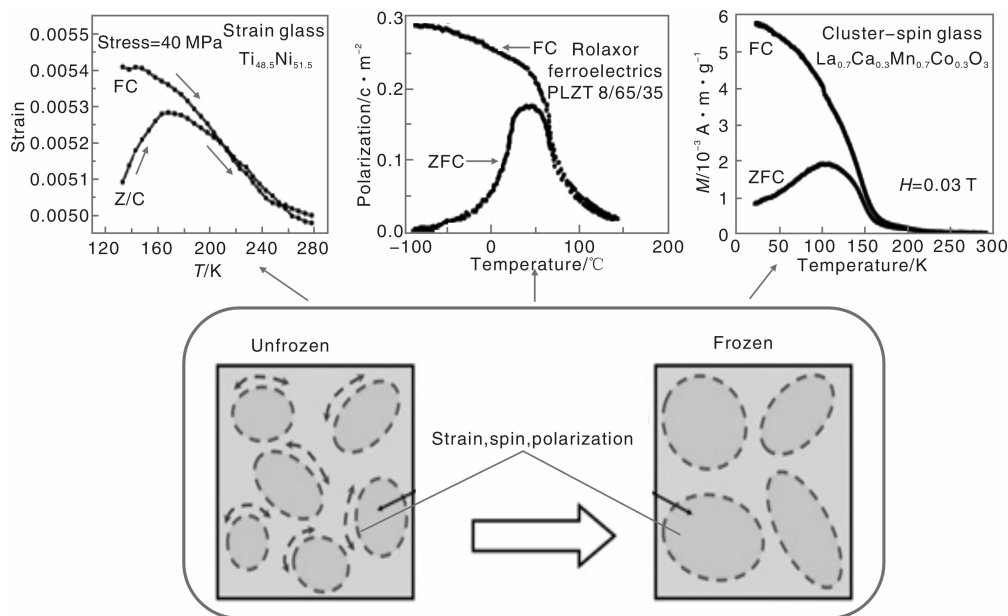 0.0055
0.0054
0.0053
0.0052
0.0051
0.0050
Strain
Stress=40 MPa
Strain glass
Ti48.5Ni51.5
FC
Z/C
120
160
200
240
280
T/K
0.3
0.2
0.1
0.0
Polarization/c·m−2
FC
Rolaxor
ferroelectrics
PLZT 8/65/35
ZFC
−100
0
100
200
Temperature/℃
6
5
4
3
2
1
0
M/10−3 A·m·g−1
Cluster−spin glass
FC
La0.7Ca0.3Mn0.7Co0.3O3
ZFC
H=0.03 T
0
50
100
150
200
250
300
Temperature/K
Unfrozen
Frozen
Strain,spin,polarization